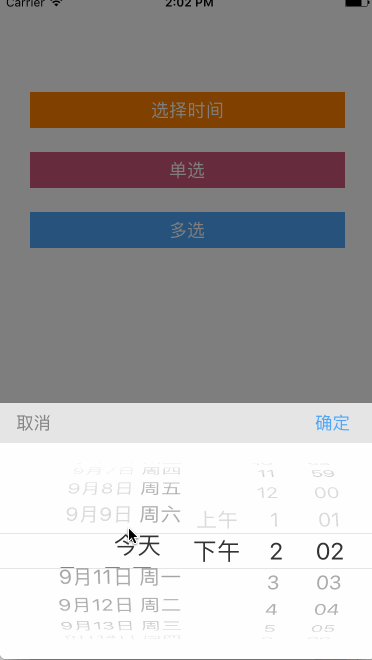 Carrier 2:02 PM
选择时间
单选
多选
取消 确定
9月7日 周四 11 59
9月8日 周五 12 00
9月9日 周六 上午 1 01
今天 下午 2 02
9月11日 周一 3 03
9月12日 周二 4 04
9月13日 周三 5 05